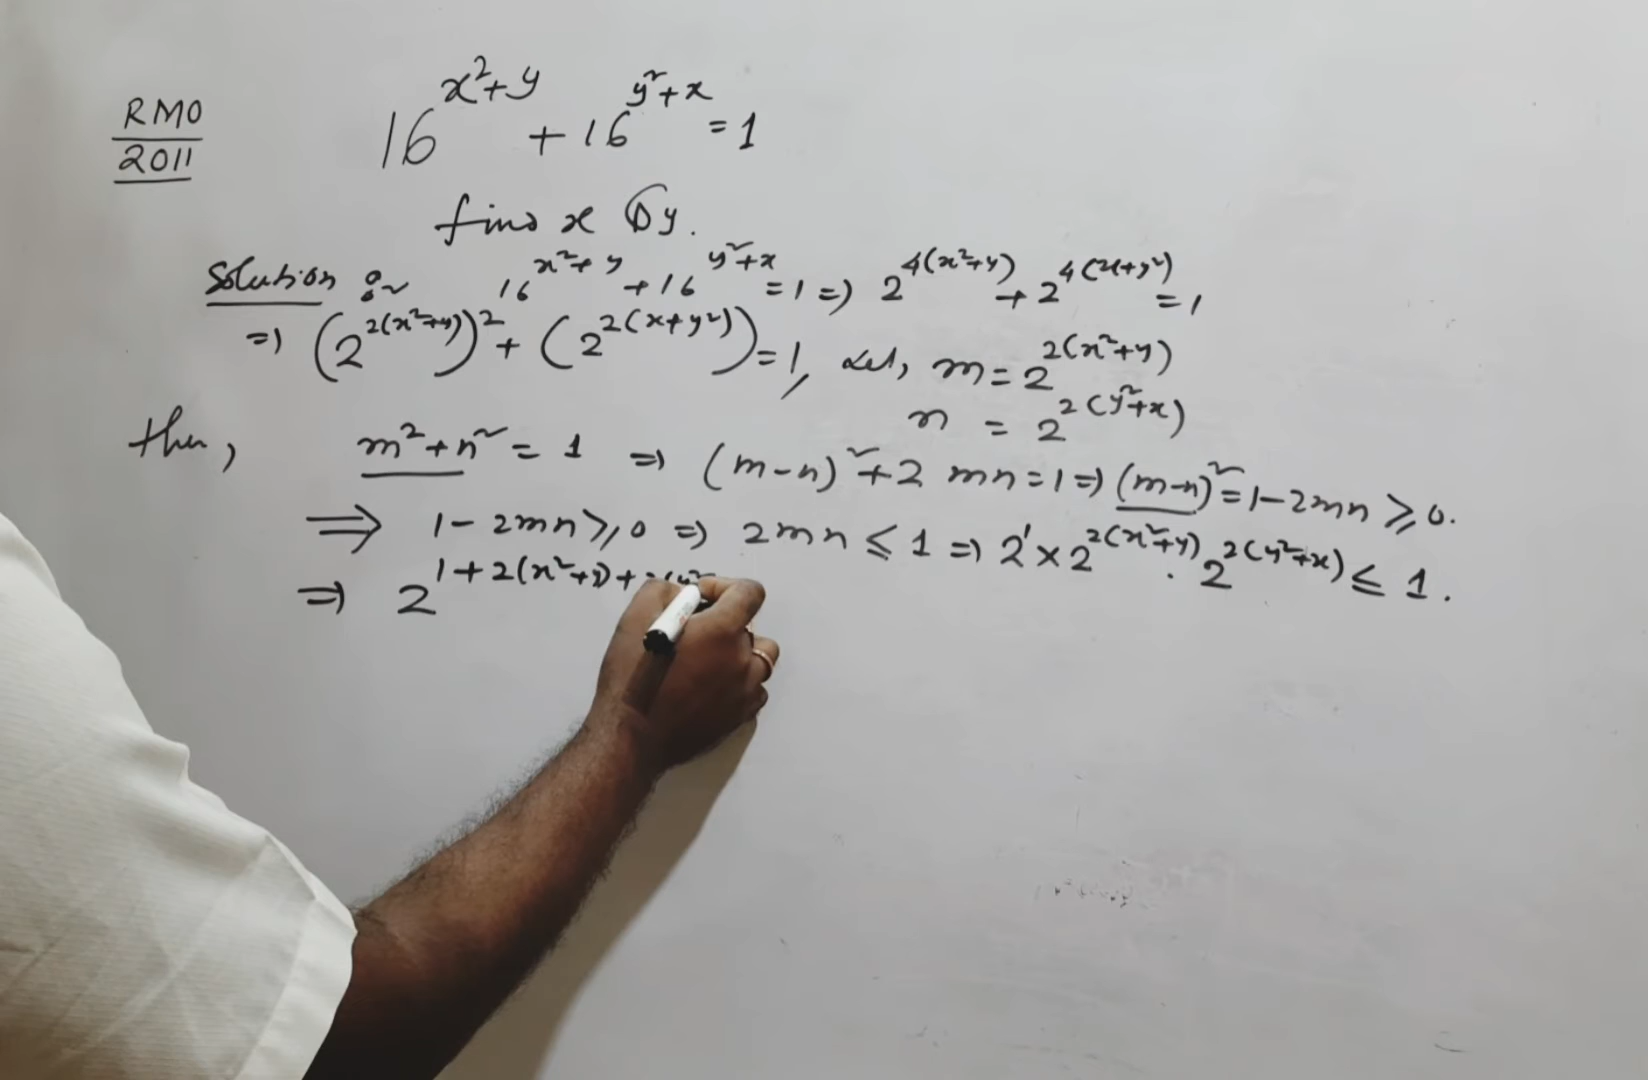 RMO
2011
16^{x²+y} + 16^{y²+x} = 1
find x & y.
Solution :~ 16^{x²+y} + 16^{y²+x} = 1 => 2^{4(x²+y)} + 2^{4(x+y²)} = 1
=> (2^{2(x²+y)})² + (2^{2(x+y²)}) = 1, Let, m = 2^{2(x²+y)}
n = 2^{2(y²+x)}
then, m² + n² = 1 => (m-n)² + 2mn = 1 => (m-n)² = 1-2mn ≥ 0.
=> 1-2mn ≥ 0 => 2mn ≤ 1 => 2¹ × 2^{2(x²+y)} . 2^{2(y²+x)} ≤ 1.
=> 2^{1+2(x²+y)+2(y²